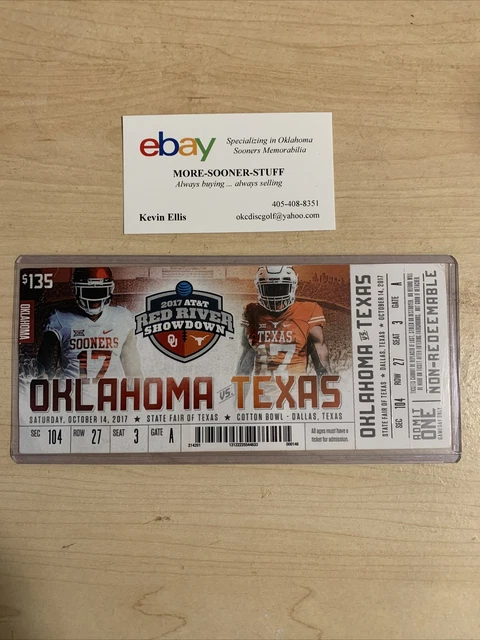 ebay
Specializing in Oklahoma
Sooners Memorabilia
MORE-SOONER-STUFF
Always buying ... always selling
405-408-8351
Kevin Ellis
okcdiscgolf@yahoo.com
$135
OKLAHOMA
SOONERS
17
2017 AT&T
RED RIVER
SHOWDOWN
OU
TEXAS
17
OKLAHOMA VS. TEXAS
SATURDAY, OCTOBER 14, 2017 ★ STATE FAIR OF TEXAS ★ COTTON BOWL - DALLAS, TEXAS
SEC 104 ROW 27 SEAT 3 GATE A
All ages must have a
ticket for admission.
OKLAHOMA VS. TEXAS
STATE FAIR OF TEXAS ★ DALLAS, TEXAS ★ OCTOBER 14, 2017
SEC 104 ROW 27 SEAT 3 GATE A
ADMIT
ONE
NON-REDEEMABLE